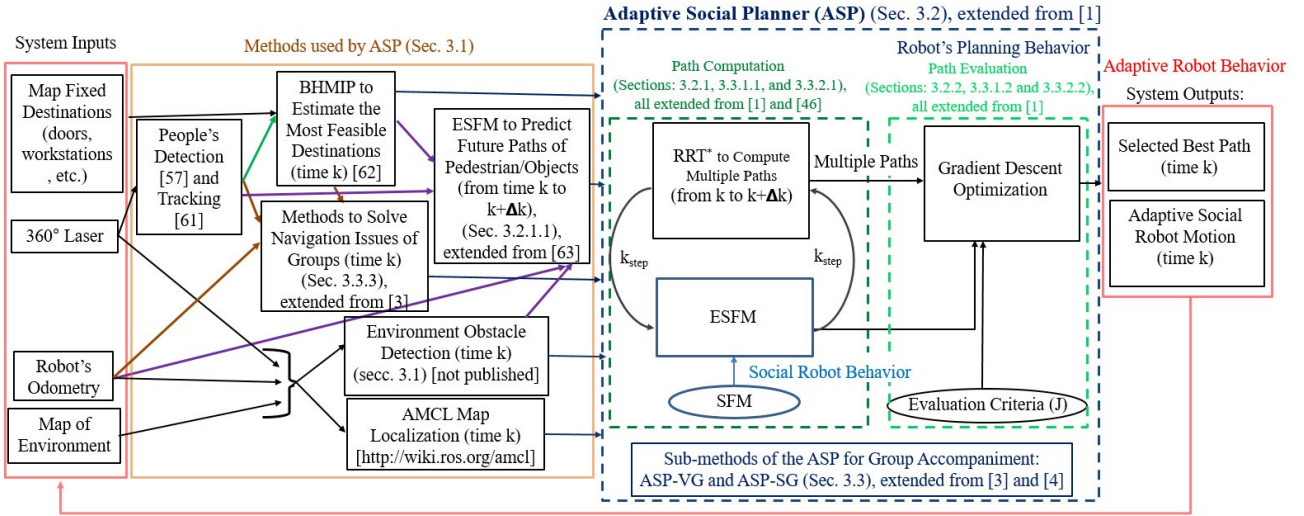 Adaptive Social Planner (ASP) (Sec. 3.2), extended from [1]
System Inputs
Methods used by ASP (Sec. 3.1)
Robot's Planning Behavior
Map Fixed
Destinations
(doors,
workstations
, etc.)
360° Laser
Robot's
Odometry
Map of
Environment
People's
Detection
[57] and
Tracking
[61]
BHMIP to
Estimate the
Most Feasible
Destinations
(time k) [62]
ESFM to Predict
Future Paths of
Pedestrian/Objects
(from time k to
k+Δk),
(Sec. 3.2.1.1),
extended from [63]
Methods to Solve
Navigation Issues of
Groups (time k)
(Sec. 3.3.3),
extended from [3]
Environment Obstacle
Detection (time k)
(secc. 3.1) [not published]
AMCL Map
Localization (time k)
[http://wiki.ros.org/amcl]
Path Computation
(Sections: 3.2.1, 3.3.1.1, and 3.3.2.1),
all extended from [1] and [46]
RRT* to Compute
Multiple Paths
(from k to k+Δk)
kstep
kstep
ESFM
Social Robot Behavior
SFM
Multiple Paths
Path Evaluation
(Sections: 3.2.2, 3.3.1.2 and 3.3.2.2),
all extended from [1]
Gradient Descent
Optimization
Evaluation Criteria (J)
Sub-methods of the ASP for Group Accompaniment:
ASP-VG and ASP-SG (Sec. 3.3), extended from [3] and [4]
Adaptive Robot Behavior
System Outputs:
Selected Best Path
(time k)
Adaptive Social
Robot Motion
(time k)